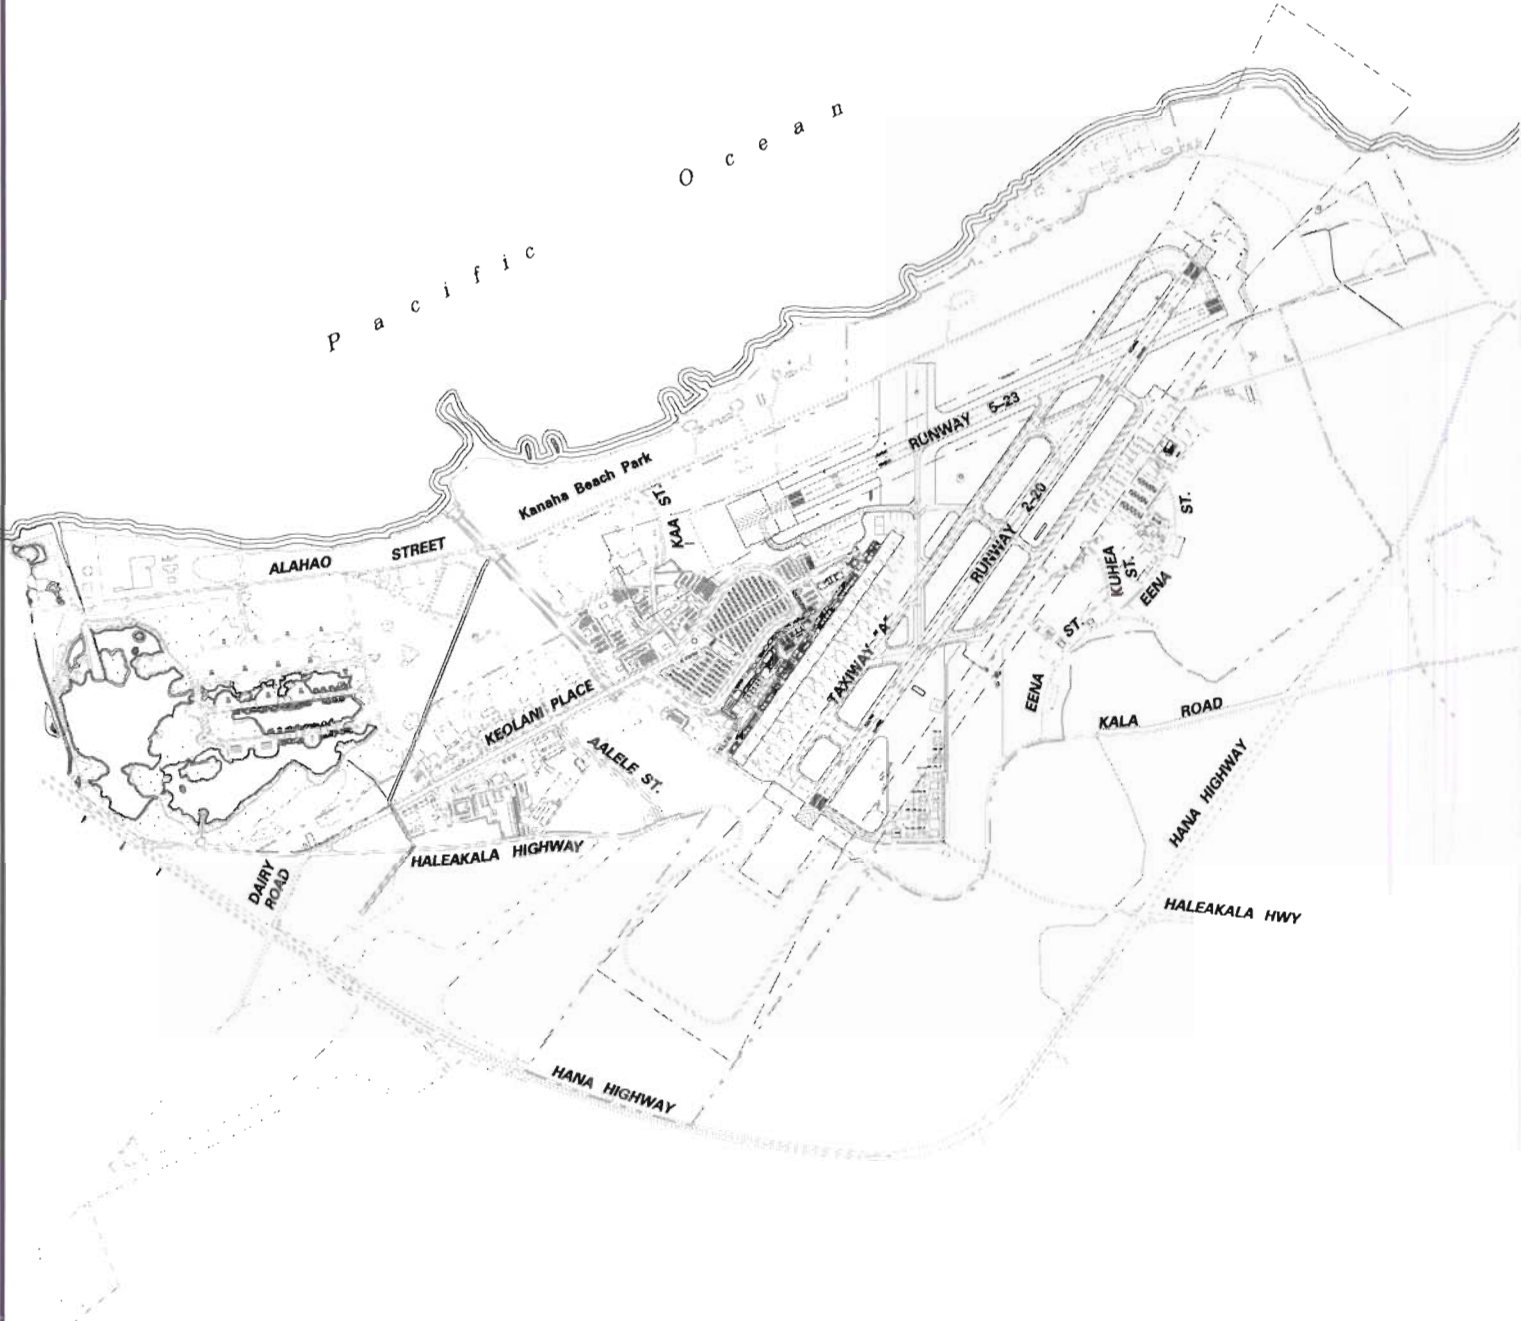 Pacific Ocean
RUNWAY 5-23
Kanaha Beach Park
KAA ST.
ALAHAO STREET
RUNWAY 2-20
ST.
KUHEA ST.
EENA
ST.
EENA
TAXIWAY "A"
KEOLANI PLACE
AALELE ST.
KALA ROAD
HANA HIGHWAY
HALEAKALA HIGHWAY
DAIRY
ROAD
HALEAKALA HWY
HANA HIGHWAY